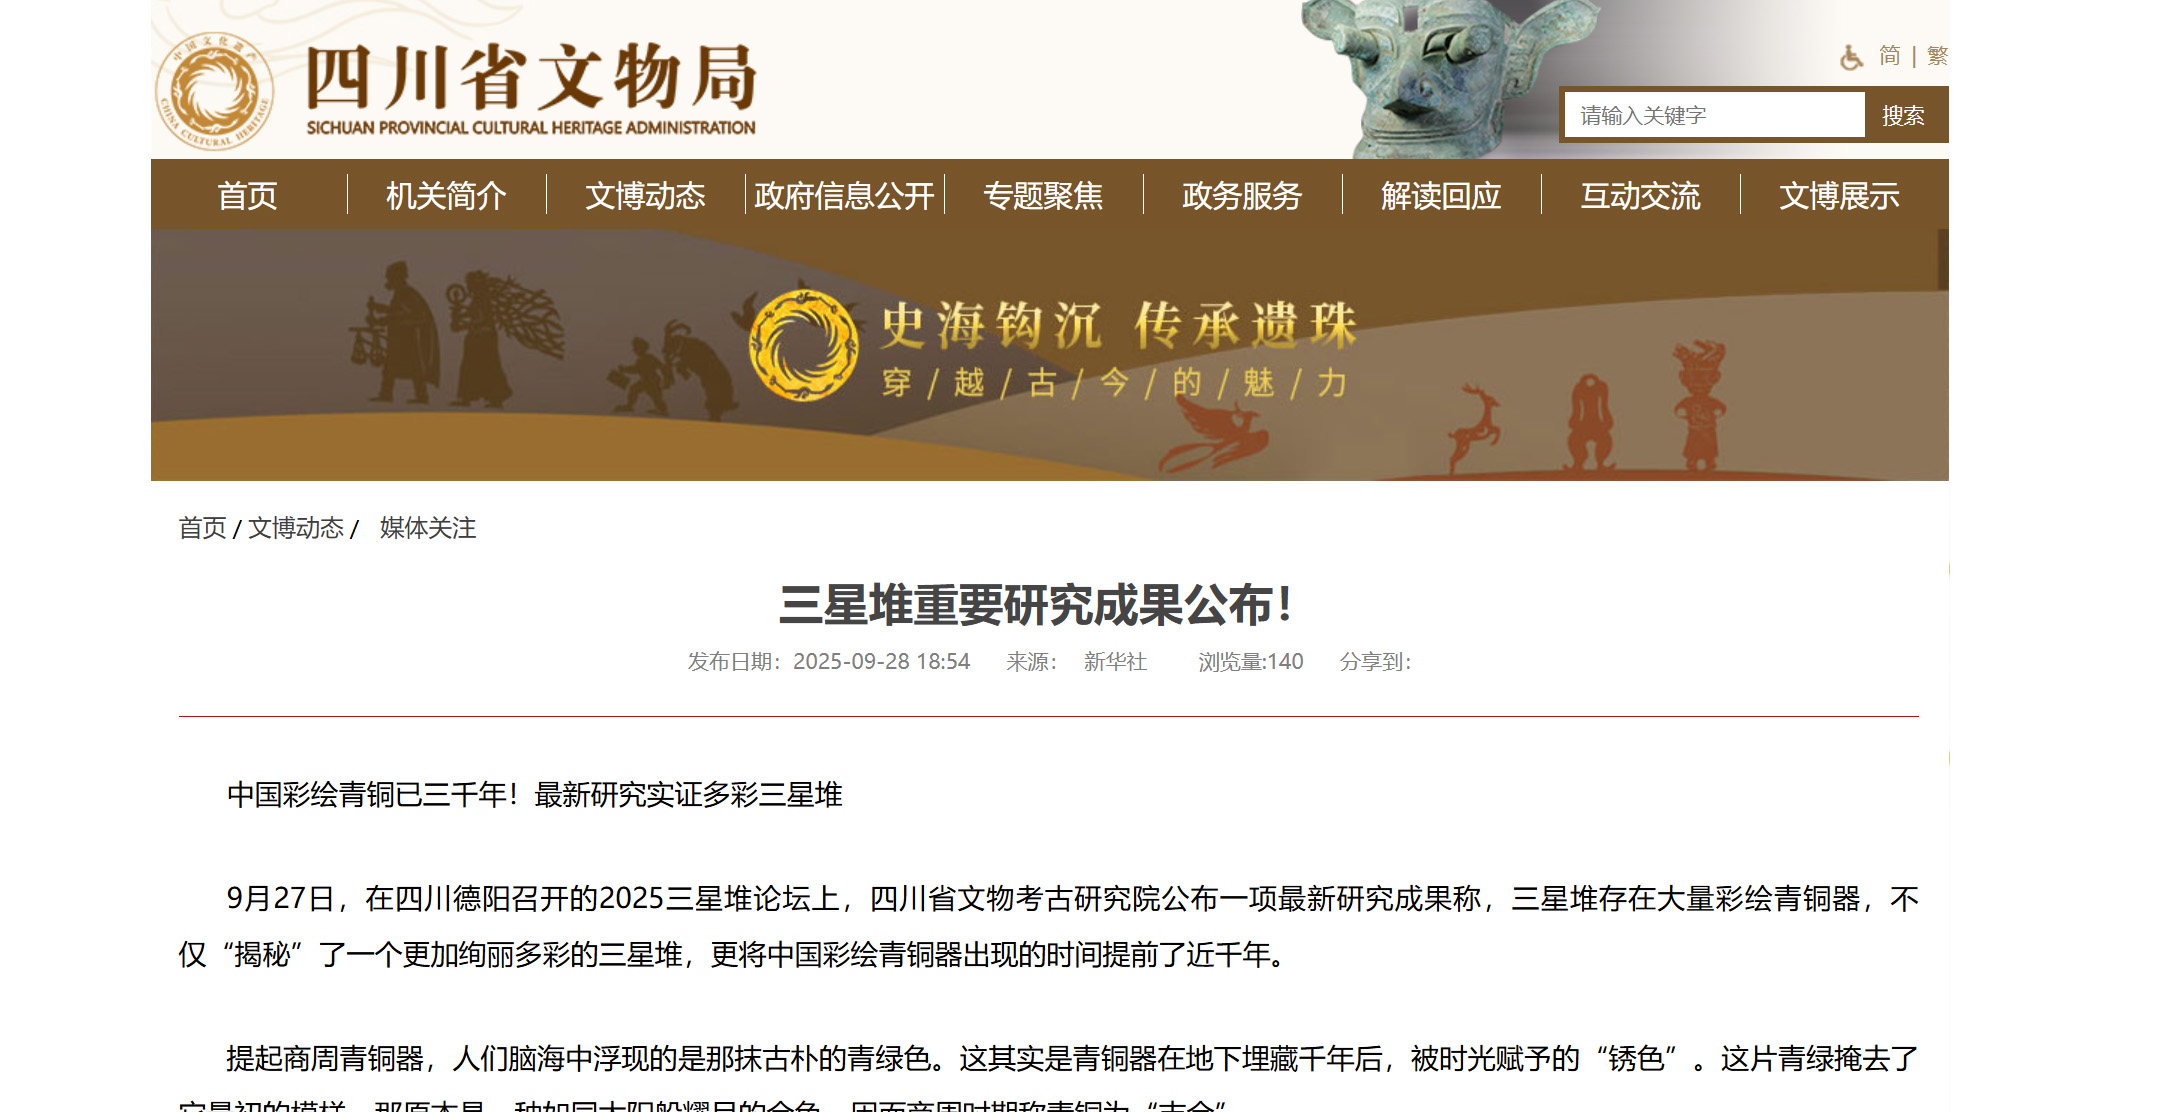 中国文化遗产
CHINA CULTURAL HERITAGE
四川省文物局
SICHUAN PROVINCIAL CULTURAL HERITAGE ADMINISTRATION
简 | 繁
请输入关键字 搜索
首页 机关简介 文博动态 政府信息公开 专题聚焦 政务服务 解读回应 互动交流 文博展示
史海钩沉 传承遗珠
穿/越/古/今/的/魅/力
首页 / 文博动态 / 媒体关注
三星堆重要研究成果公布！
发布日期：2025-09-28 18:54 来源： 新华社 浏览量:140 分享到：
中国彩绘青铜已三千年！最新研究实证多彩三星堆
9月27日，在四川德阳召开的2025三星堆论坛上，四川省文物考古研究院公布一项最新研究成果称，三星堆存在大量彩绘青铜器，不
仅“揭秘”了一个更加绚丽多彩的三星堆，更将中国彩绘青铜器出现的时间提前了近千年。
提起商周青铜器，人们脑海中浮现的是那抹古朴的青绿色。这其实是青铜器在地下埋藏千年后，被时光赋予的“锈色”。这片青绿掩去了